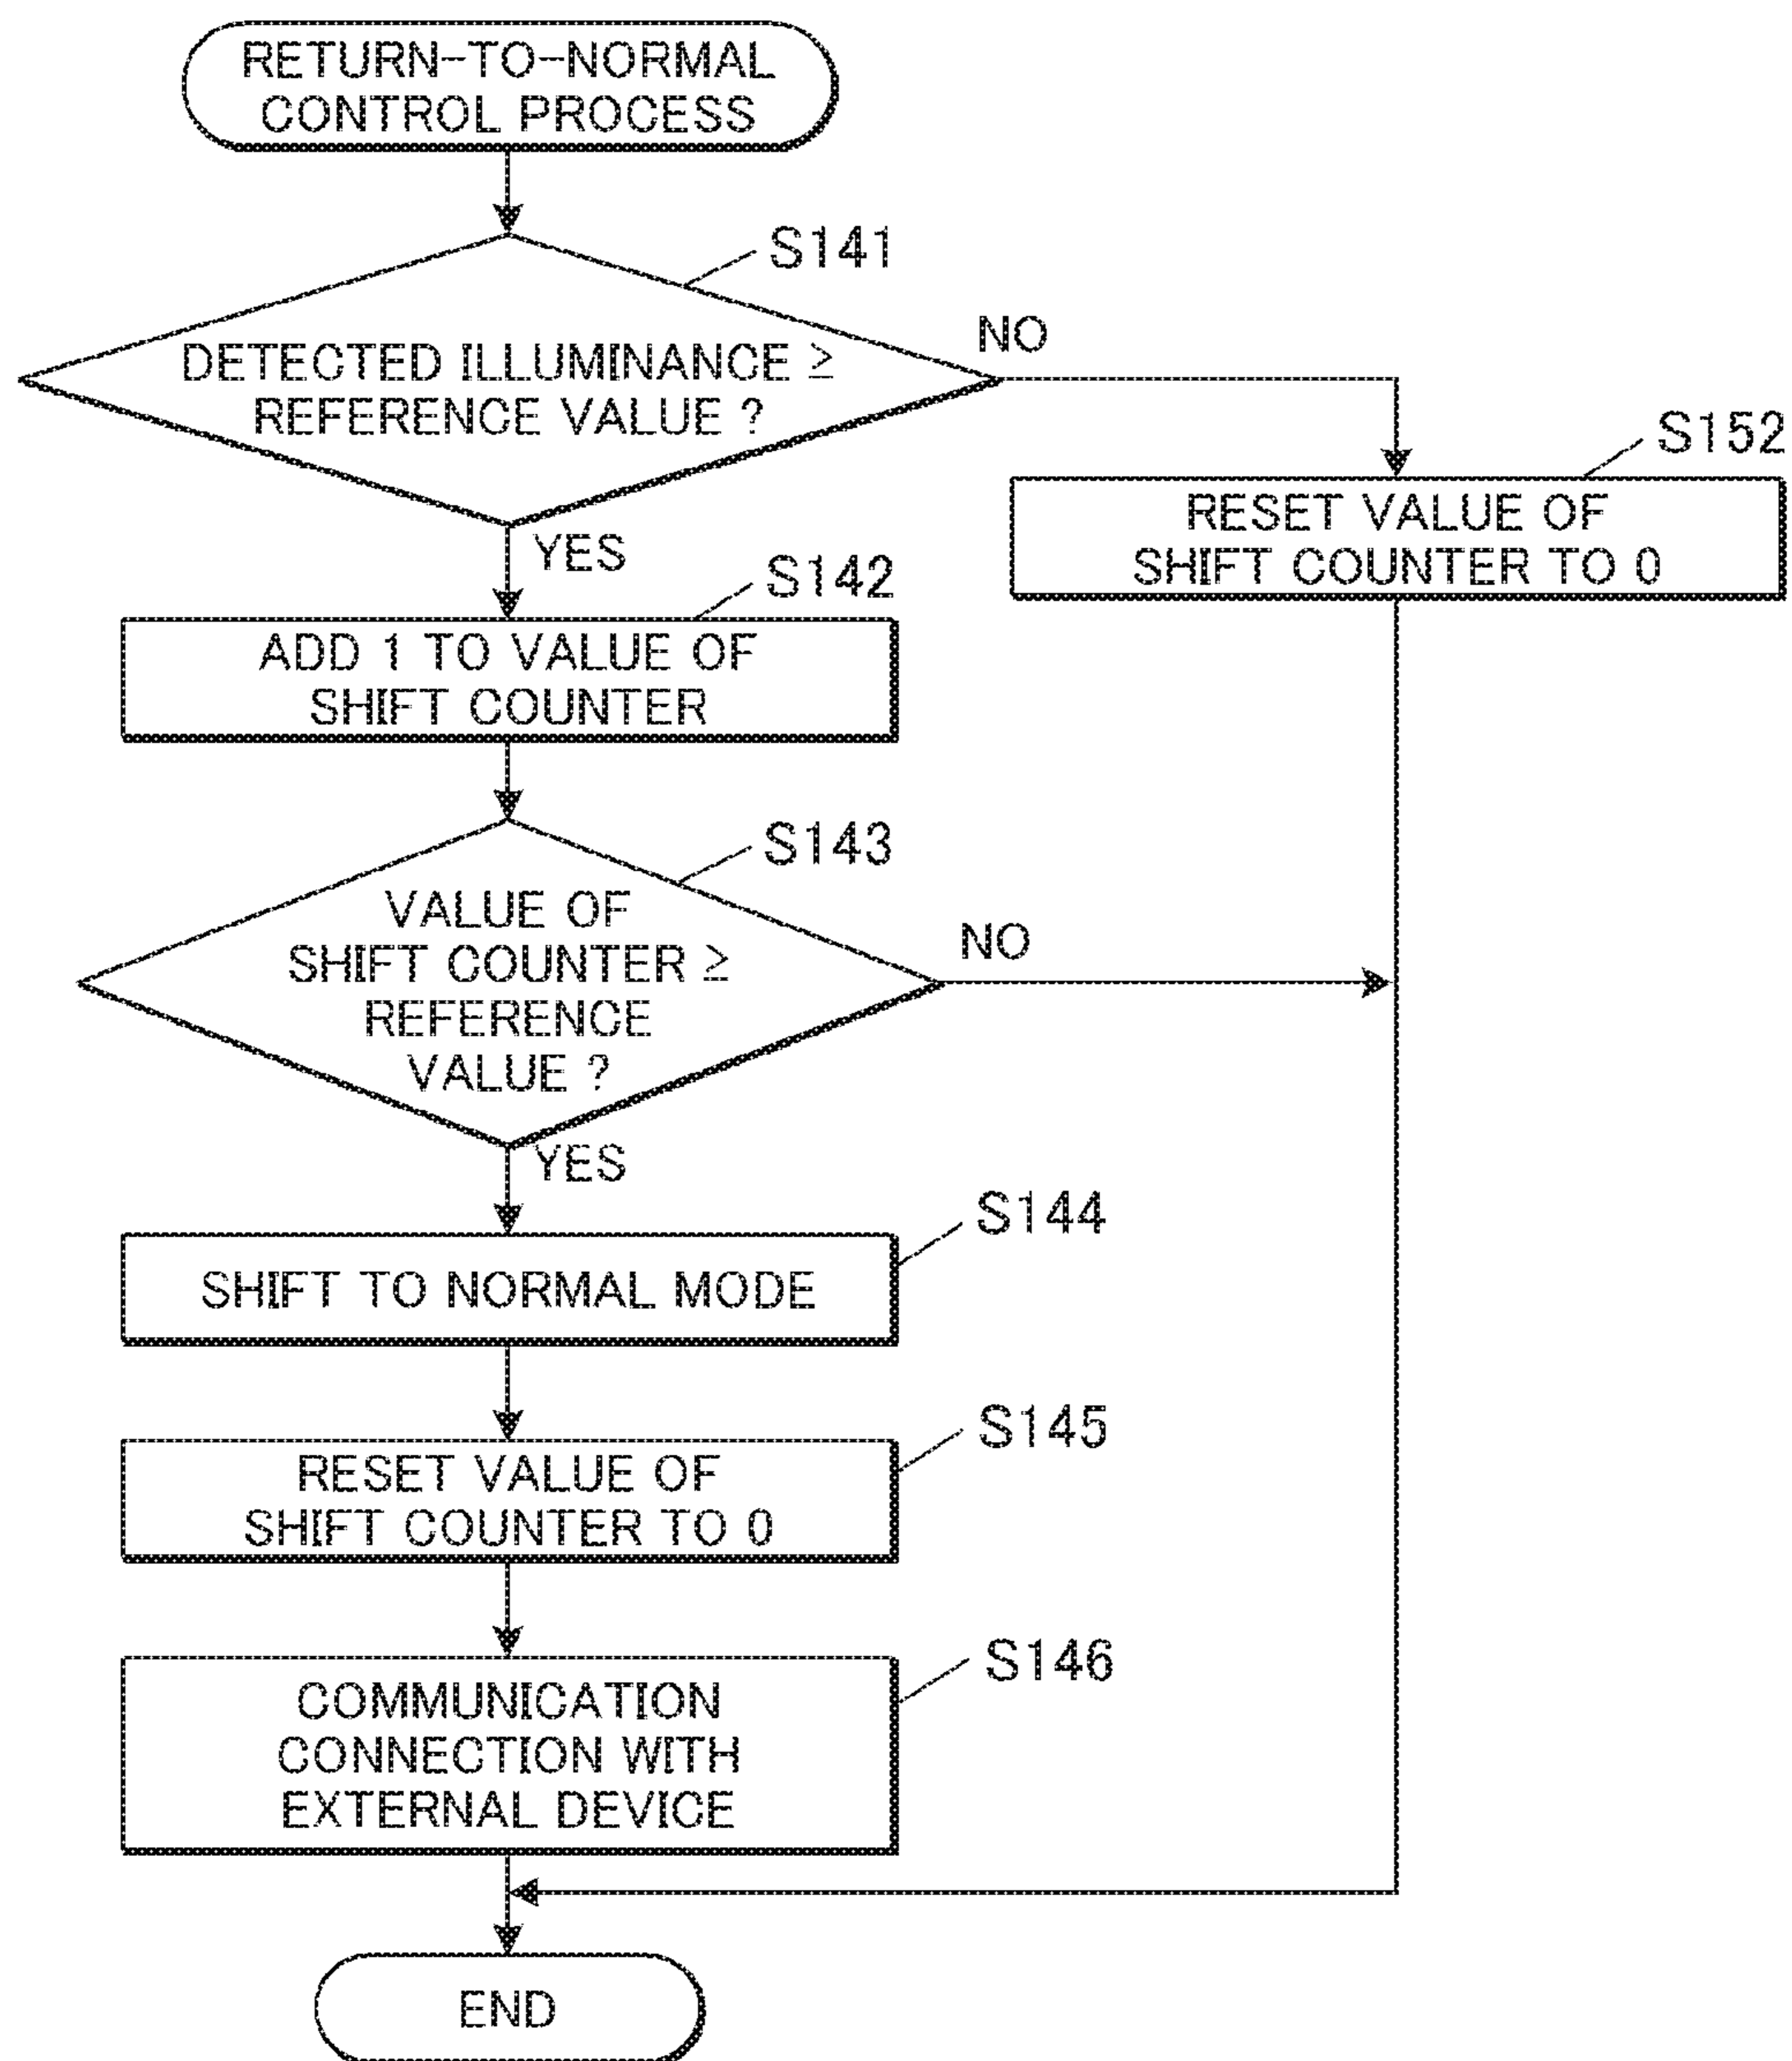 RETURN-TO-NORMAL
CONTROL PROCESS
S141
DETECTED ILLUMINANCE ≥
REFERENCE VALUE ?
NO
YES
S152
RESET VALUE OF
SHIFT COUNTER TO 0
S142
ADD 1 TO VALUE OF
SHIFT COUNTER
S143
VALUE OF
SHIFT COUNTER ≥
REFERENCE
VALUE ?
NO
YES
S144
SHIFT TO NORMAL MODE
S145
RESET VALUE OF
SHIFT COUNTER TO 0
S146
COMMUNICATION
CONNECTION WITH
EXTERNAL DEVICE
END